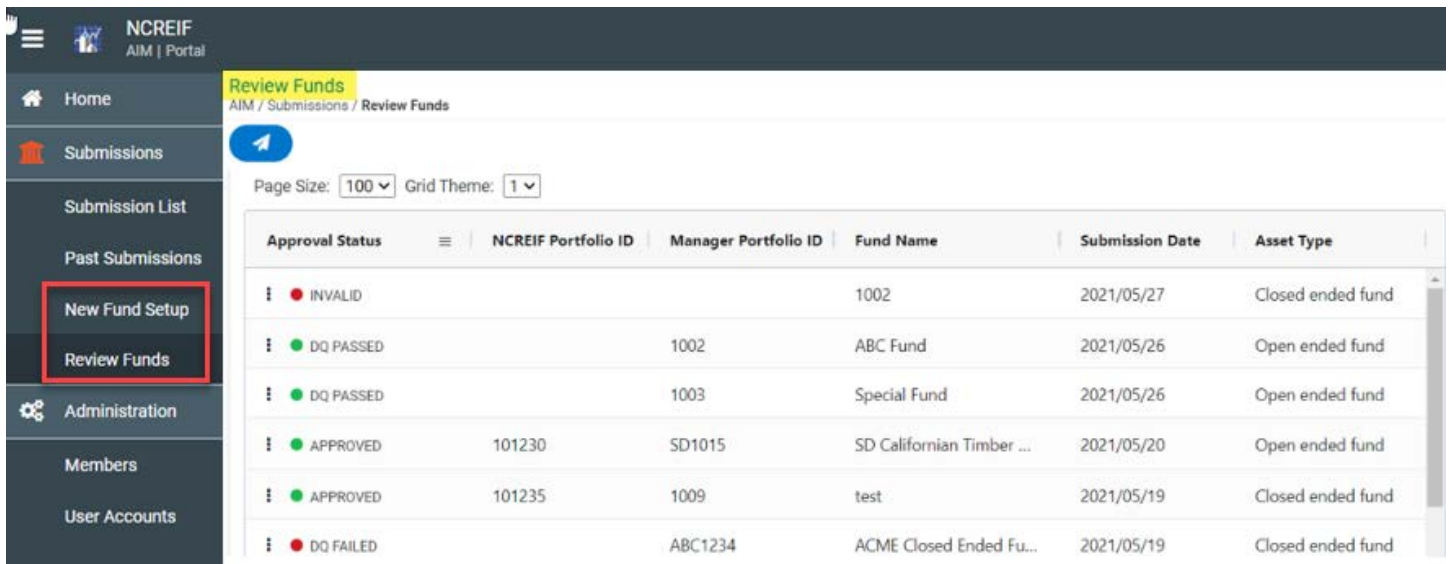 NCREIF
AIM | Portal
Home
Submissions
Submission List
Past Submissions
New Fund Setup
Review Funds
Administration
Members
User Accounts
Review Funds
AIM / Submissions / Review Funds
Page Size: 100 Grid Theme: 1
Approval Status NCREIF Portfolio ID Manager Portfolio ID Fund Name Submission Date Asset Type
INVALID 1002 2021/05/27 Closed ended fund
DQ PASSED 1002 ABC Fund 2021/05/26 Open ended fund
DQ PASSED 1003 Special Fund 2021/05/26 Open ended fund
APPROVED 101230 SD1015 SD Californian Timber ... 2021/05/20 Open ended fund
APPROVED 101235 1009 test 2021/05/19 Closed ended fund
DQ FAILED ABC1234 ACME Closed Ended Fu... 2021/05/19 Closed ended fund